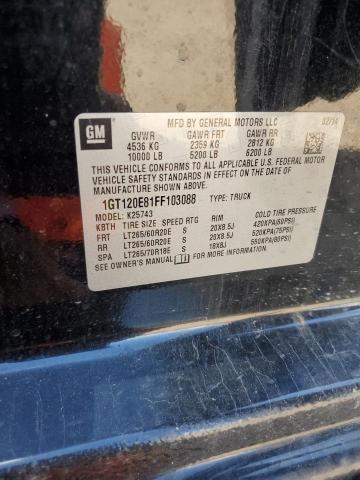 GM
MFD BY GENERAL MOTORS LLC 02/14
GVWR GAWR FRT GAWR RR
4536 KG 2359 KG 2812 KG
10000 LB 5200 LB 6200 LB
THIS VEHICLE CONFORMS TO ALL APPLICABLE U.S. FEDERAL MOTOR
VEHICLE SAFETY STANDARDS IN EFFECT ON THE DATE OF
MANUFACTURE SHOWN ABOVE.
1GT120E81FF103088 TYPE: TRUCK
MODEL: K25743
KBTH TIRE SIZE SPEED RTG RIM COLD TIRE PRESSURE
FRT LT265/60R20E S 20X8.5J 420KPA(60PSI)
RR LT265/60R20E S 20X8.5J 520KPA(75PSI)
SPA LT265/70R18E S 18X8J 550KPA(80PSI)
SEE OWNER'S MANUAL FOR MORE INFORMATION.